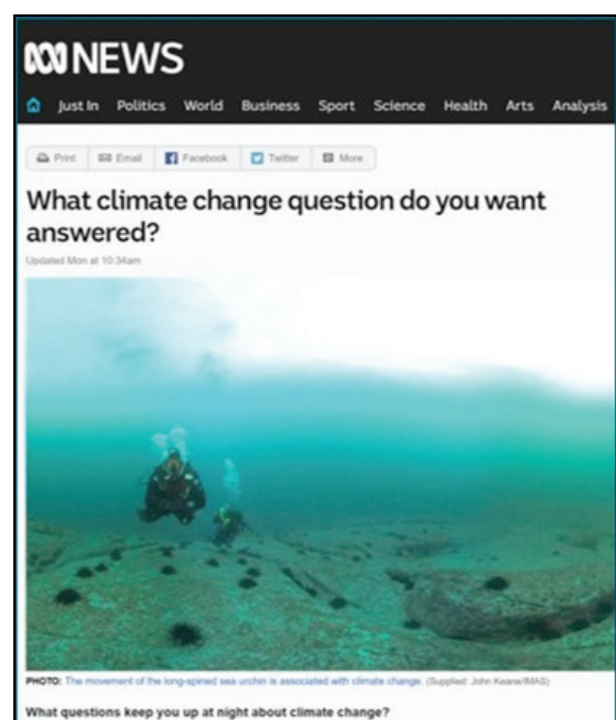 ABC NEWS
Just In Politics World Business Sport Science Health Arts Analysis
Print Email Facebook Twitter More
What climate change question do you want
answered?
Updated Mon at 10:34am
PHOTO: The movement of the long-spined sea urchin is associated with climate change. (Supplied: John Keane/IMAS)
What questions keep you up at night about climate change?